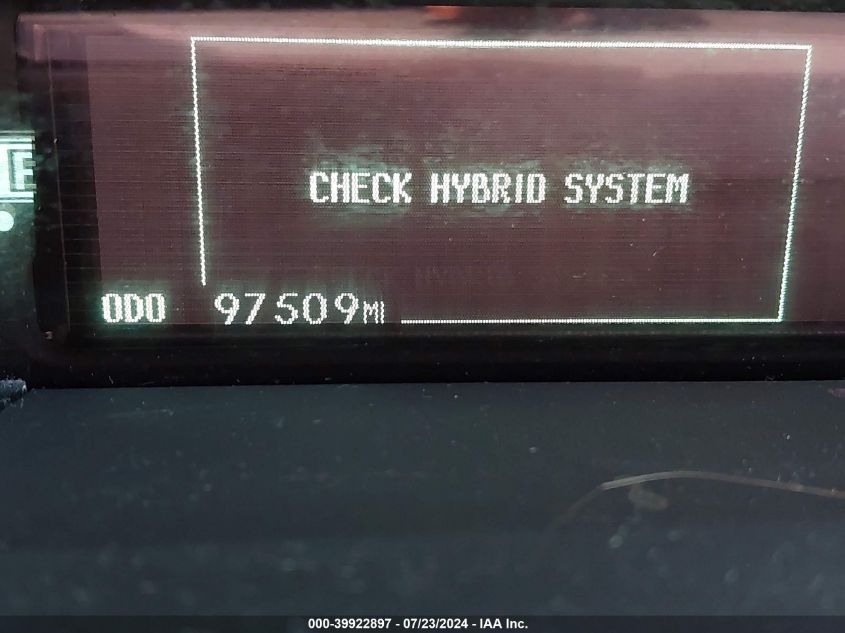 CHECK HYBRID SYSTEM
ODO 97509MI
000-39922897 - 07/23/2024 - IAA Inc.